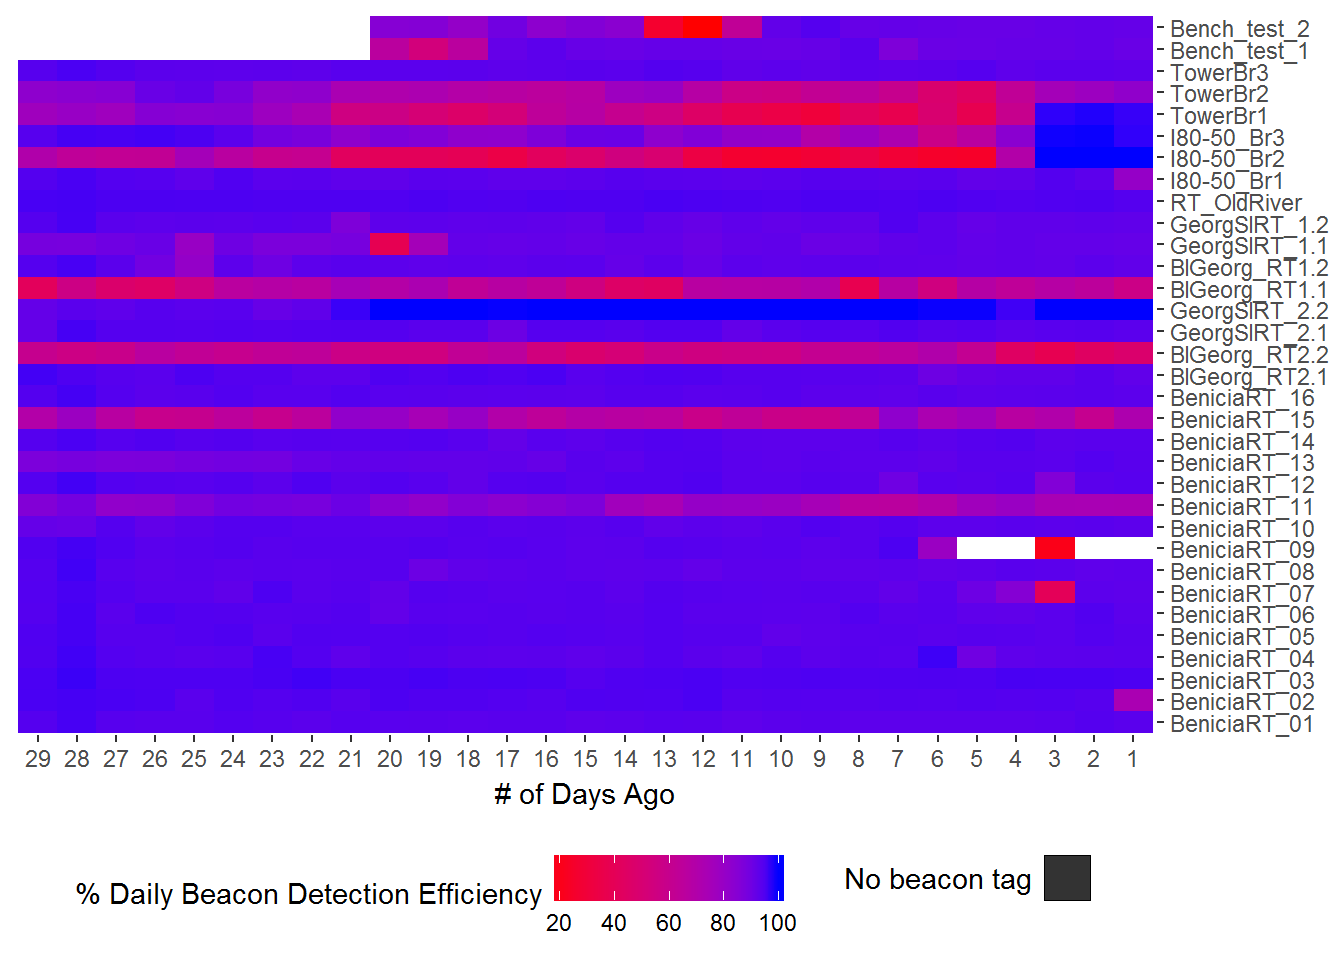 Bench_test_2
Bench_test_1
TowerBr3
TowerBr2
TowerBr1
I80-50_Br3
I80-50_Br2
I80-50_Br1
RT_OldRiver
GeorgSlRT_1.2
GeorgSlRT_1.1
BlGeorg_RT1.2
BlGeorg_RT1.1
GeorgSlRT_2.2
GeorgSlRT_2.1
BlGeorg_RT2.2
BlGeorg_RT2.1
BeniciaRT_16
BeniciaRT_15
BeniciaRT_14
BeniciaRT_13
BeniciaRT_12
BeniciaRT_11
BeniciaRT_10
BeniciaRT_09
BeniciaRT_08
BeniciaRT_07
BeniciaRT_06
BeniciaRT_05
BeniciaRT_04
BeniciaRT_03
BeniciaRT_02
BeniciaRT_01
29 28 27 26 25 24 23 22 21 20 19 18 17 16 15 14 13 12 11 10 9 8 7 6 5 4 3 2 1
# of Days Ago
% Daily Beacon Detection Efficiency
20 40 60 80 100
No beacon tag